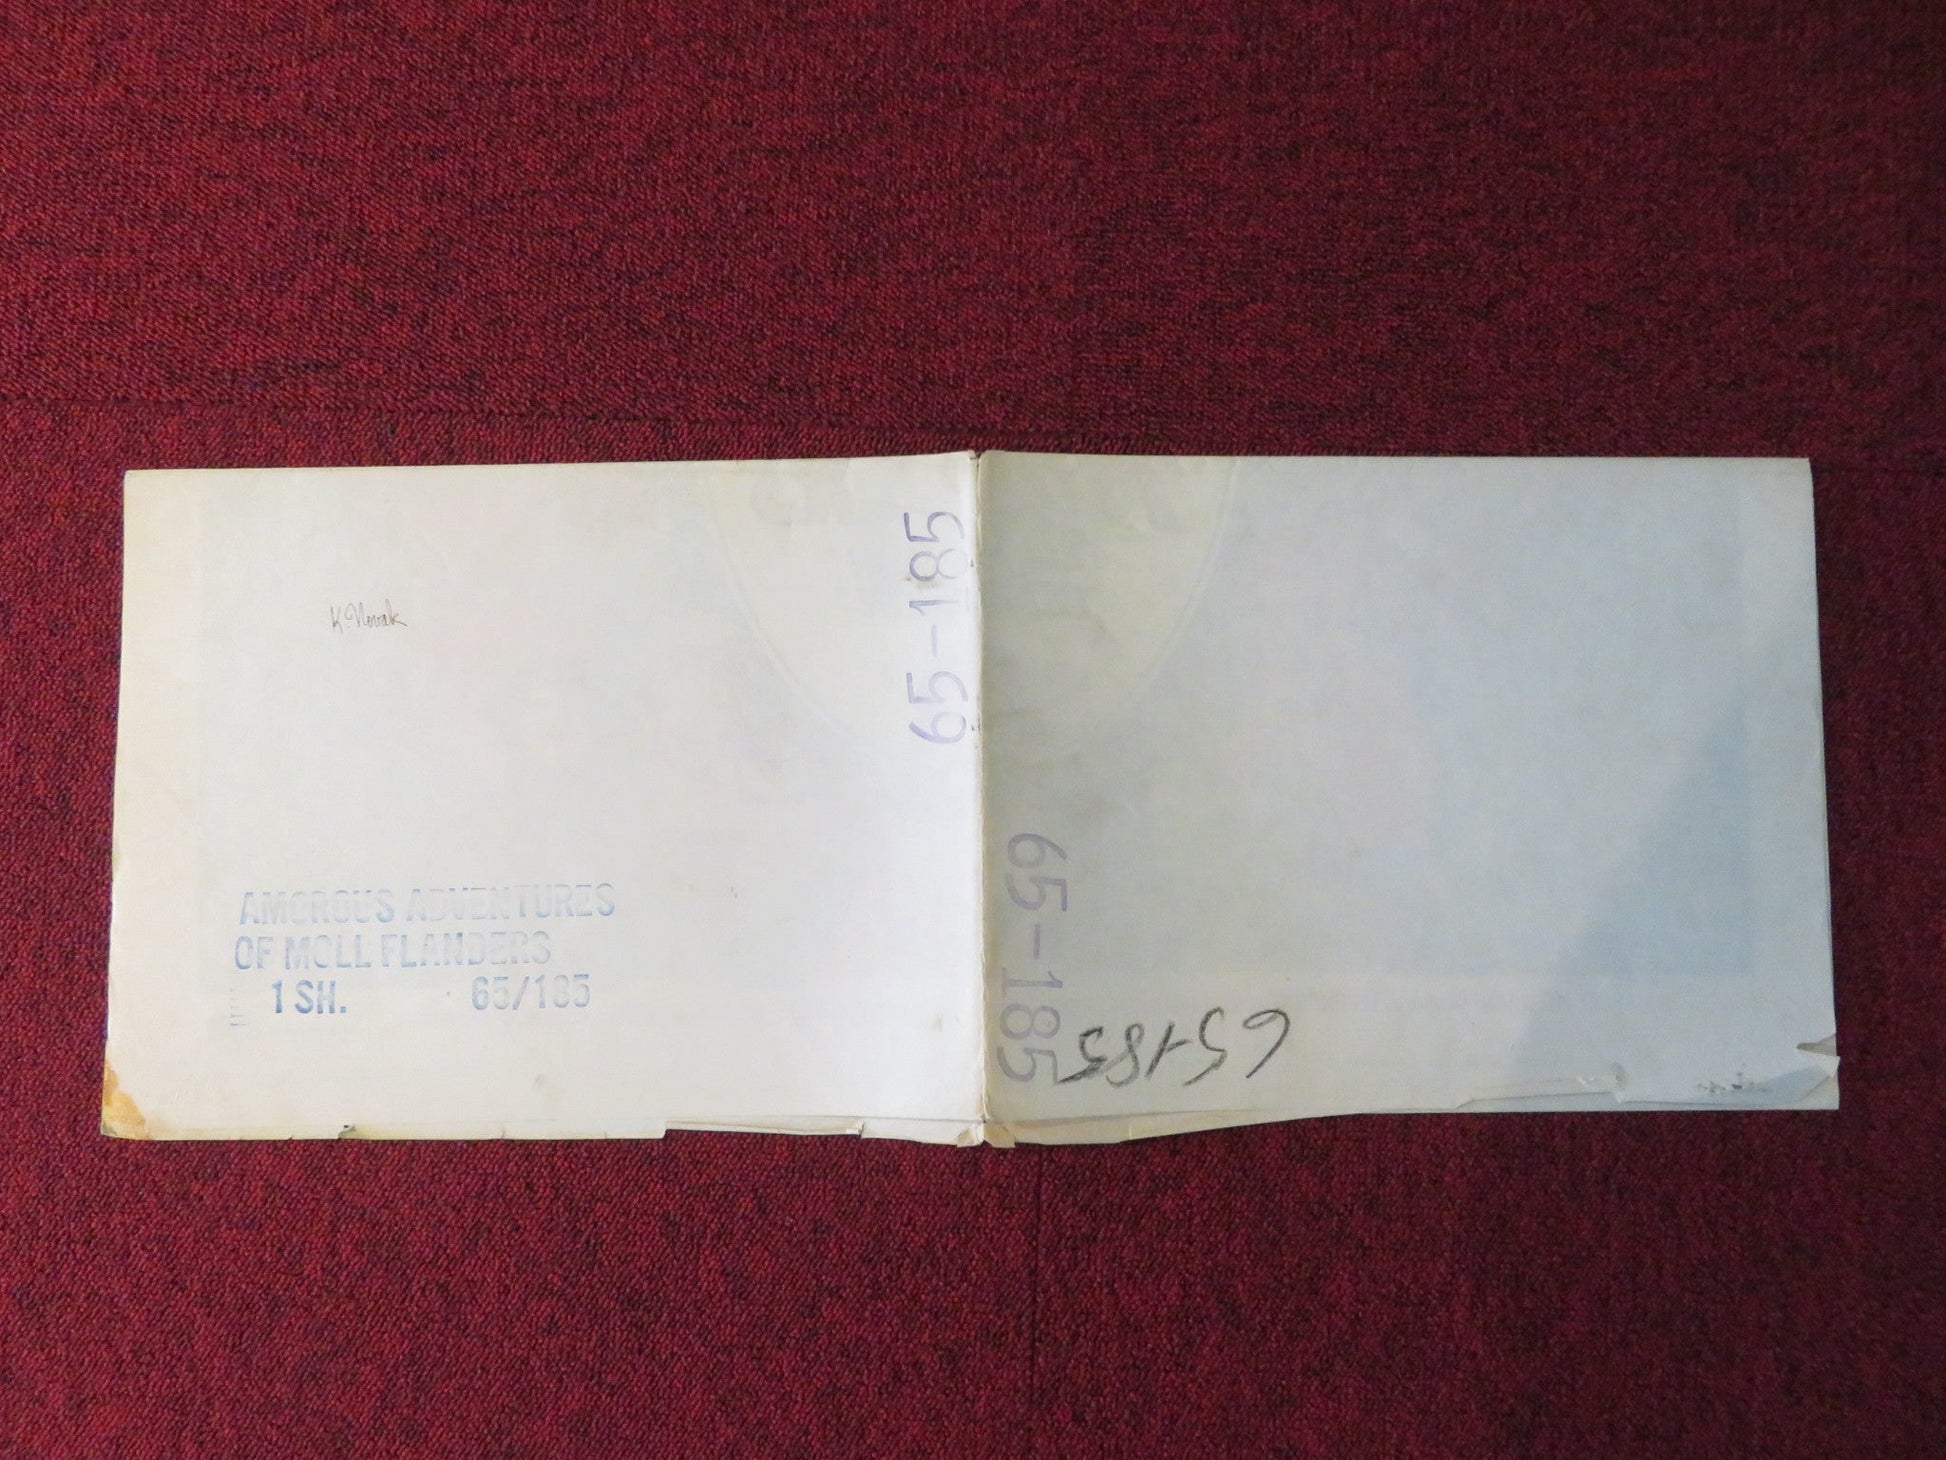 K. Novak
65-185
AMOROUS ADVENTURES
OF MOLL FLANDERS
1 SH. 65/185
65-185
65-185